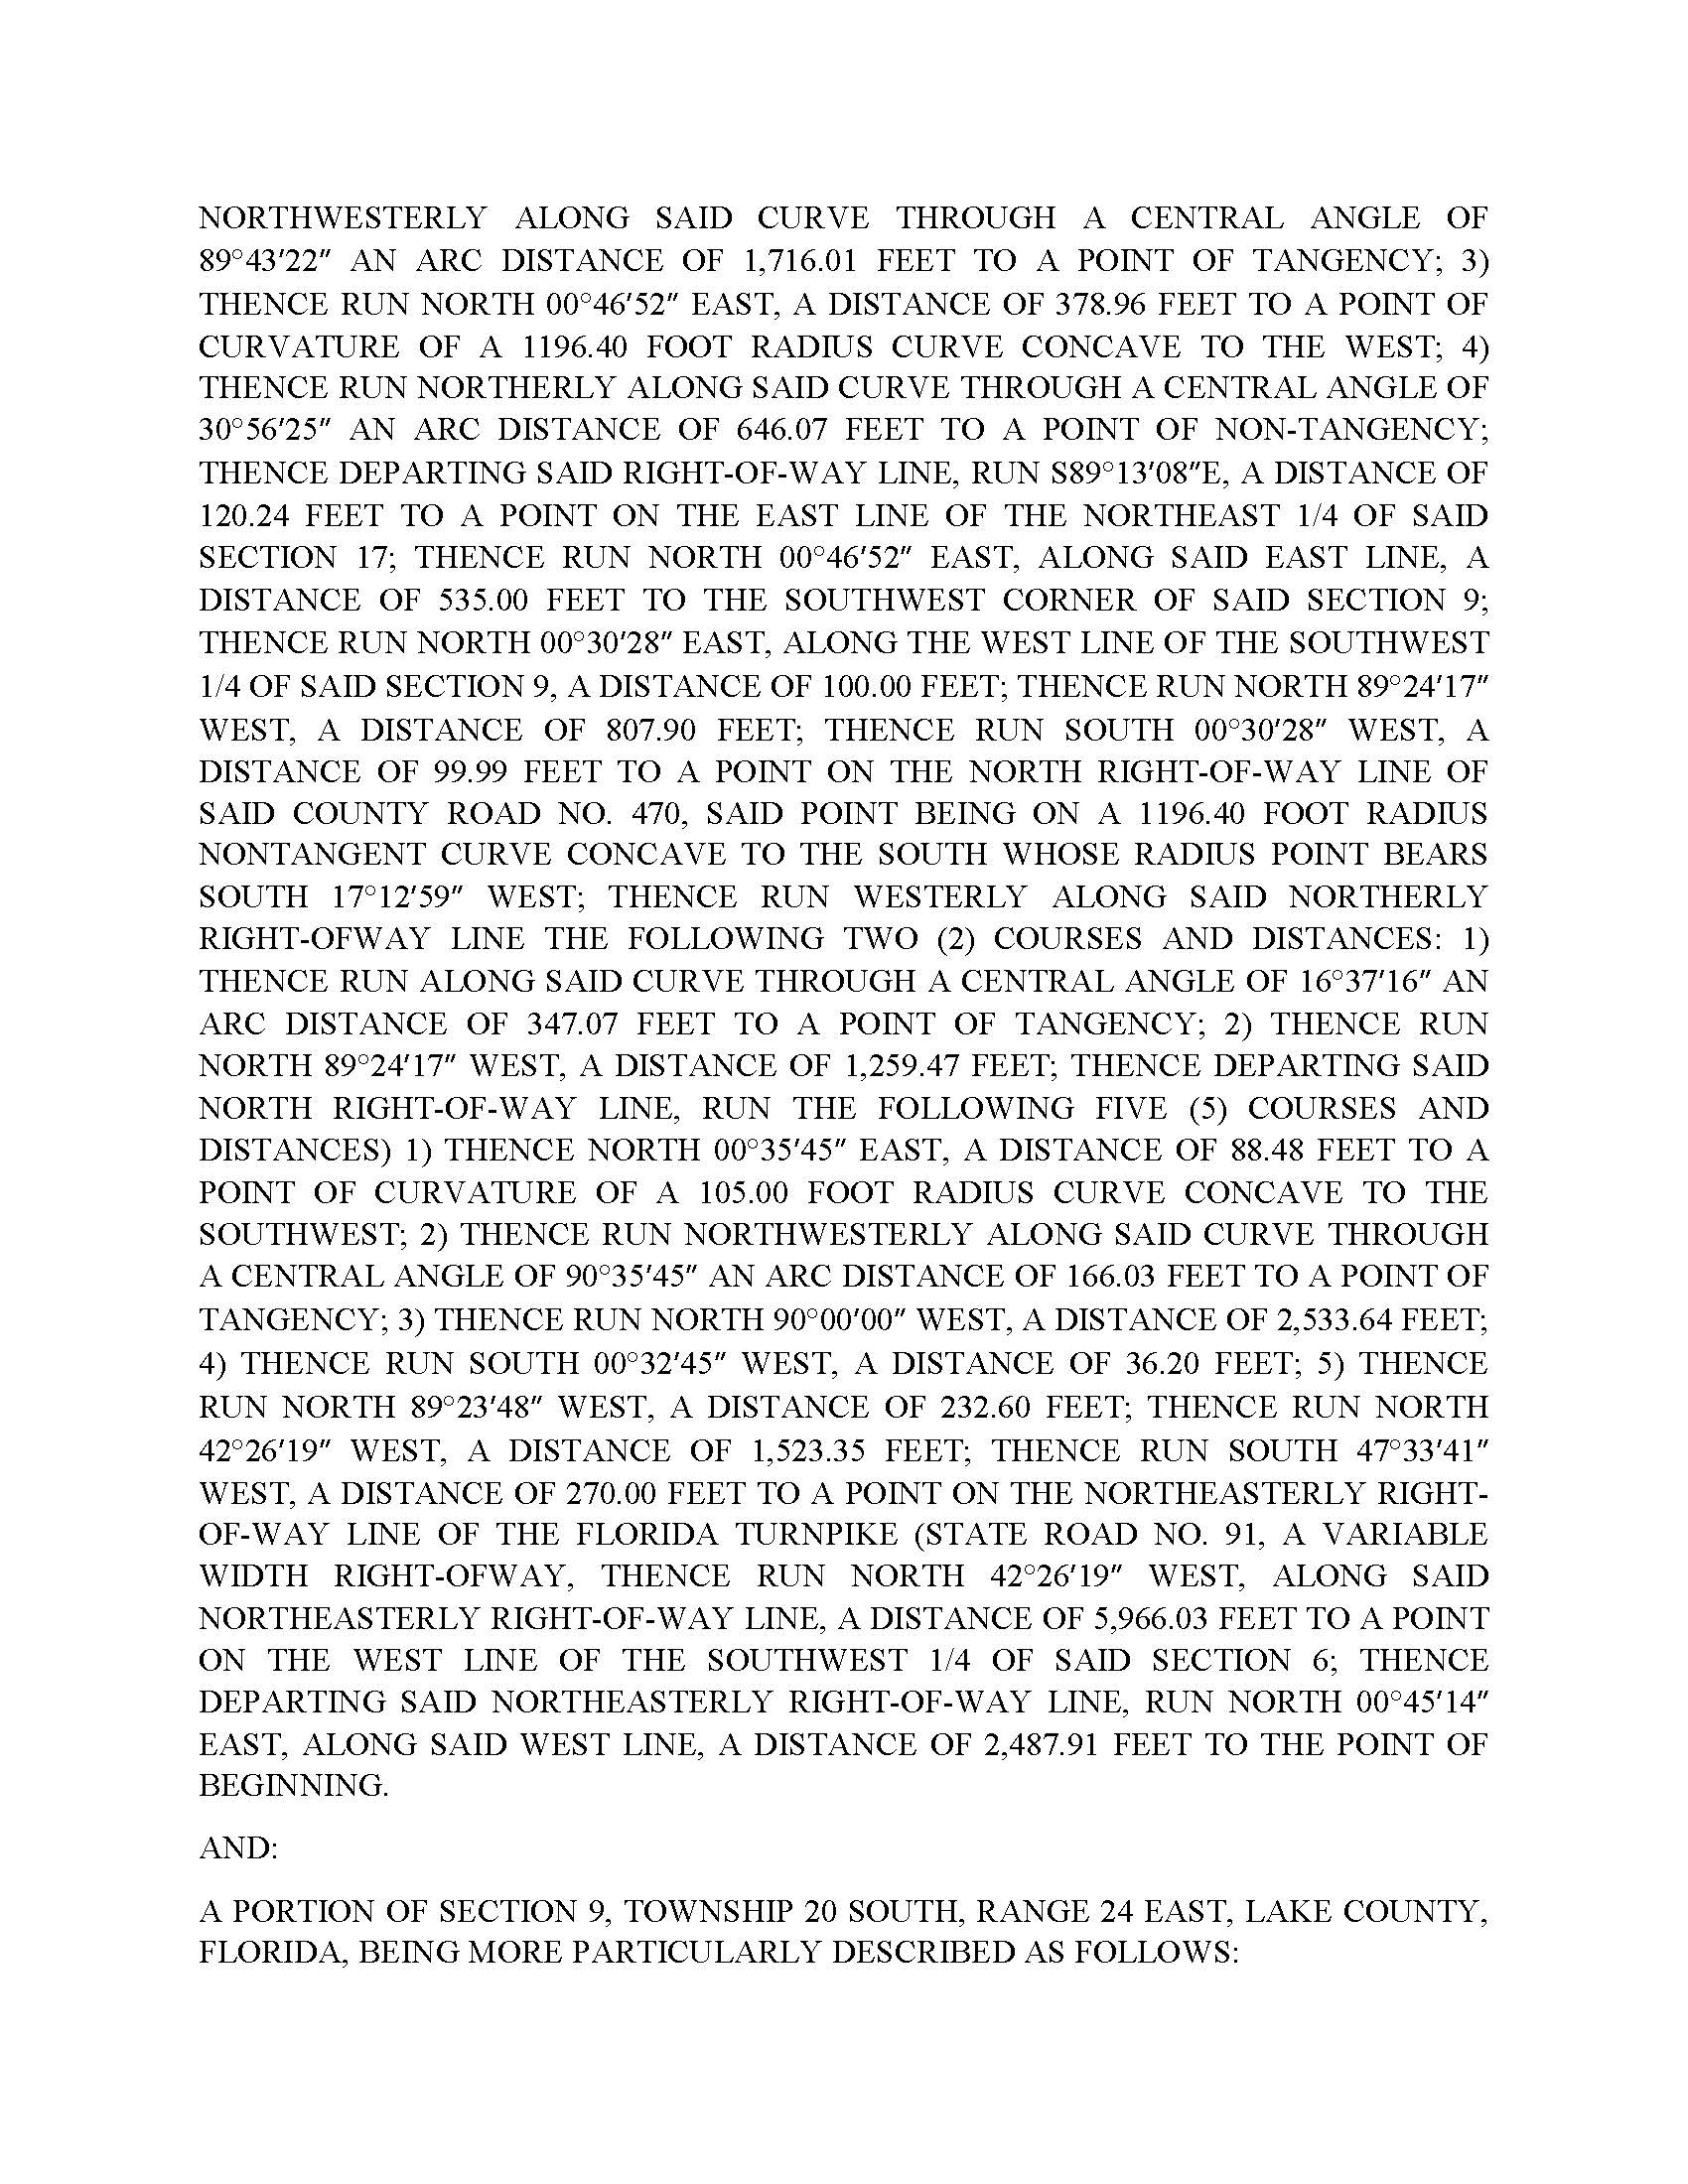 NORTHWESTERLY ALONG SAID CURVE THROUGH A CENTRAL ANGLE OF
89°43′22″ AN ARC DISTANCE OF 1,716.01 FEET TO A POINT OF TANGENCY; 3)
THENCE RUN NORTH 00°46′52″ EAST, A DISTANCE OF 378.96 FEET TO A POINT OF
CURVATURE OF A 1196.40 FOOT RADIUS CURVE CONCAVE TO THE WEST; 4)
THENCE RUN NORTHERLY ALONG SAID CURVE THROUGH A CENTRAL ANGLE OF
30°56′25″ AN ARC DISTANCE OF 646.07 FEET TO A POINT OF NON-TANGENCY;
THENCE DEPARTING SAID RIGHT-OF-WAY LINE, RUN S89°13′08″E, A DISTANCE OF
120.24 FEET TO A POINT ON THE EAST LINE OF THE NORTHEAST 1/4 OF SAID
SECTION 17; THENCE RUN NORTH 00°46′52″ EAST, ALONG SAID EAST LINE, A
DISTANCE OF 535.00 FEET TO THE SOUTHWEST CORNER OF SAID SECTION 9;
THENCE RUN NORTH 00°30′28″ EAST, ALONG THE WEST LINE OF THE SOUTHWEST
1/4 OF SAID SECTION 9, A DISTANCE OF 100.00 FEET; THENCE RUN NORTH 89°24′17″
WEST, A DISTANCE OF 807.90 FEET; THENCE RUN SOUTH 00°30′28″ WEST, A
DISTANCE OF 99.99 FEET TO A POINT ON THE NORTH RIGHT-OF-WAY LINE OF
SAID COUNTY ROAD NO. 470, SAID POINT BEING ON A 1196.40 FOOT RADIUS
NONTANGENT CURVE CONCAVE TO THE SOUTH WHOSE RADIUS POINT BEARS
SOUTH 17°12′59″ WEST; THENCE RUN WESTERLY ALONG SAID NORTHERLY
RIGHT-OFWAY LINE THE FOLLOWING TWO (2) COURSES AND DISTANCES: 1)
THENCE RUN ALONG SAID CURVE THROUGH A CENTRAL ANGLE OF 16°37′16″ AN
ARC DISTANCE OF 347.07 FEET TO A POINT OF TANGENCY; 2) THENCE RUN
NORTH 89°24′17″ WEST, A DISTANCE OF 1,259.47 FEET; THENCE DEPARTING SAID
NORTH RIGHT-OF-WAY LINE, RUN THE FOLLOWING FIVE (5) COURSES AND
DISTANCES) 1) THENCE NORTH 00°35′45″ EAST, A DISTANCE OF 88.48 FEET TO A
POINT OF CURVATURE OF A 105.00 FOOT RADIUS CURVE CONCAVE TO THE
SOUTHWEST; 2) THENCE RUN NORTHWESTERLY ALONG SAID CURVE THROUGH
A CENTRAL ANGLE OF 90°35′45″ AN ARC DISTANCE OF 166.03 FEET TO A POINT OF
TANGENCY; 3) THENCE RUN NORTH 90°00′00″ WEST, A DISTANCE OF 2,533.64 FEET;
4) THENCE RUN SOUTH 00°32′45″ WEST, A DISTANCE OF 36.20 FEET; 5) THENCE
RUN NORTH 89°23′48″ WEST, A DISTANCE OF 232.60 FEET; THENCE RUN NORTH
42°26′19″ WEST, A DISTANCE OF 1,523.35 FEET; THENCE RUN SOUTH 47°33′41″
WEST, A DISTANCE OF 270.00 FEET TO A POINT ON THE NORTHEASTERLY RIGHT-
OF-WAY LINE OF THE FLORIDA TURNPIKE (STATE ROAD NO. 91, A VARIABLE
WIDTH RIGHT-OFWAY, THENCE RUN NORTH 42°26′19″ WEST, ALONG SAID
NORTHEASTERLY RIGHT-OF-WAY LINE, A DISTANCE OF 5,966.03 FEET TO A POINT
ON THE WEST LINE OF THE SOUTHWEST 1/4 OF SAID SECTION 6; THENCE
DEPARTING SAID NORTHEASTERLY RIGHT-OF-WAY LINE, RUN NORTH 00°45′14″
EAST, ALONG SAID WEST LINE, A DISTANCE OF 2,487.91 FEET TO THE POINT OF
BEGINNING.
AND:
A PORTION OF SECTION 9, TOWNSHIP 20 SOUTH, RANGE 24 EAST, LAKE COUNTY,
FLORIDA, BEING MORE PARTICULARLY DESCRIBED AS FOLLOWS: